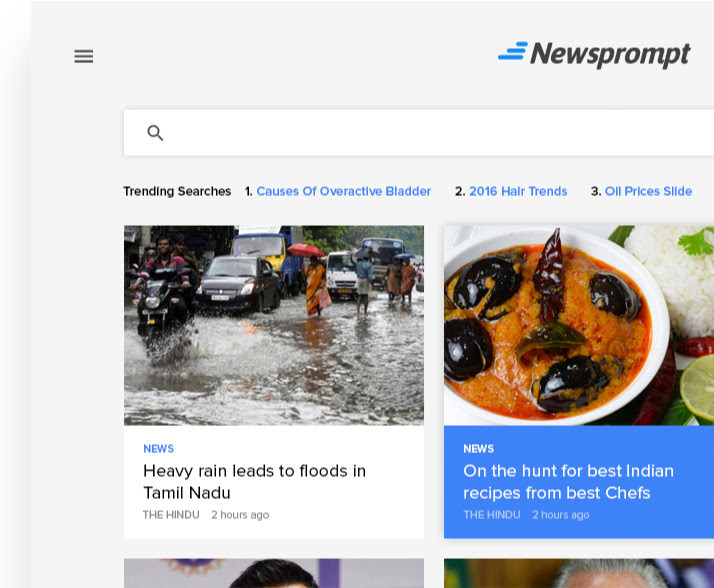 Newsprompt
Trending Searches 1. Causes Of Overactive Bladder 2. 2016 Hair Trends 3. Oil Prices Slide
NEWS
Heavy rain leads to floods in
Tamil Nadu
THE HINDU 2 hours ago
NEWS
On the hunt for best Indian
recipes from best Chefs
THE HINDU 2 hours ago